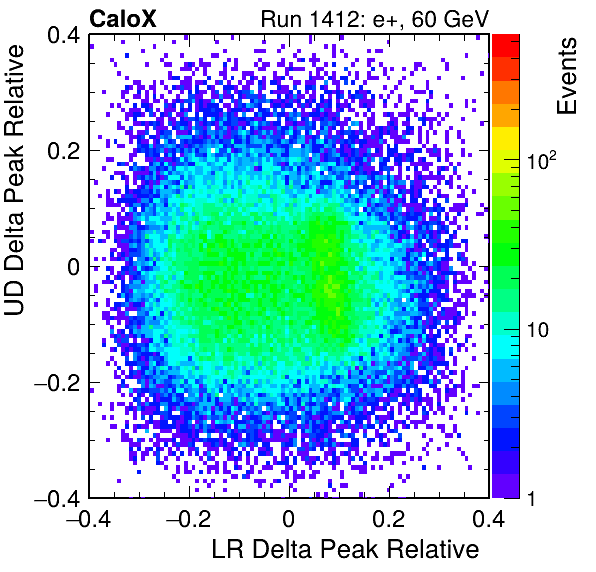 CaloX Run 1412: e+, 60 GeV
Events
UD Delta Peak Relative
0.4
0.2
0
−0.2
−0.4
−0.4 −0.2 0 0.2 0.4
LR Delta Peak Relative
10²
10
1